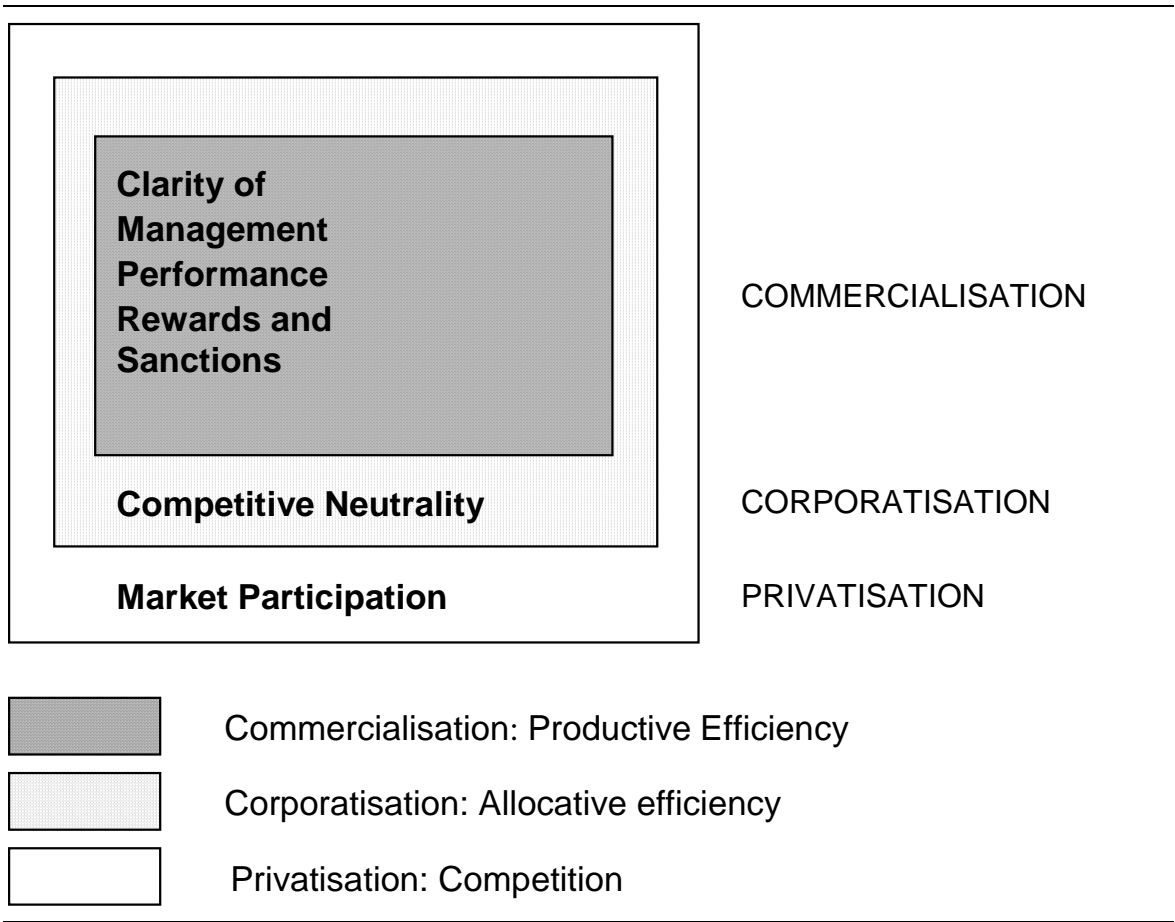 Clarity of
Management
Performance
Rewards and
Sanctions
COMMERCIALISATION
Competitive Neutrality
CORPORATISATION
Market Participation
PRIVATISATION
Commercialisation: Productive Efficiency
Corporatisation: Allocative efficiency
Privatisation: Competition